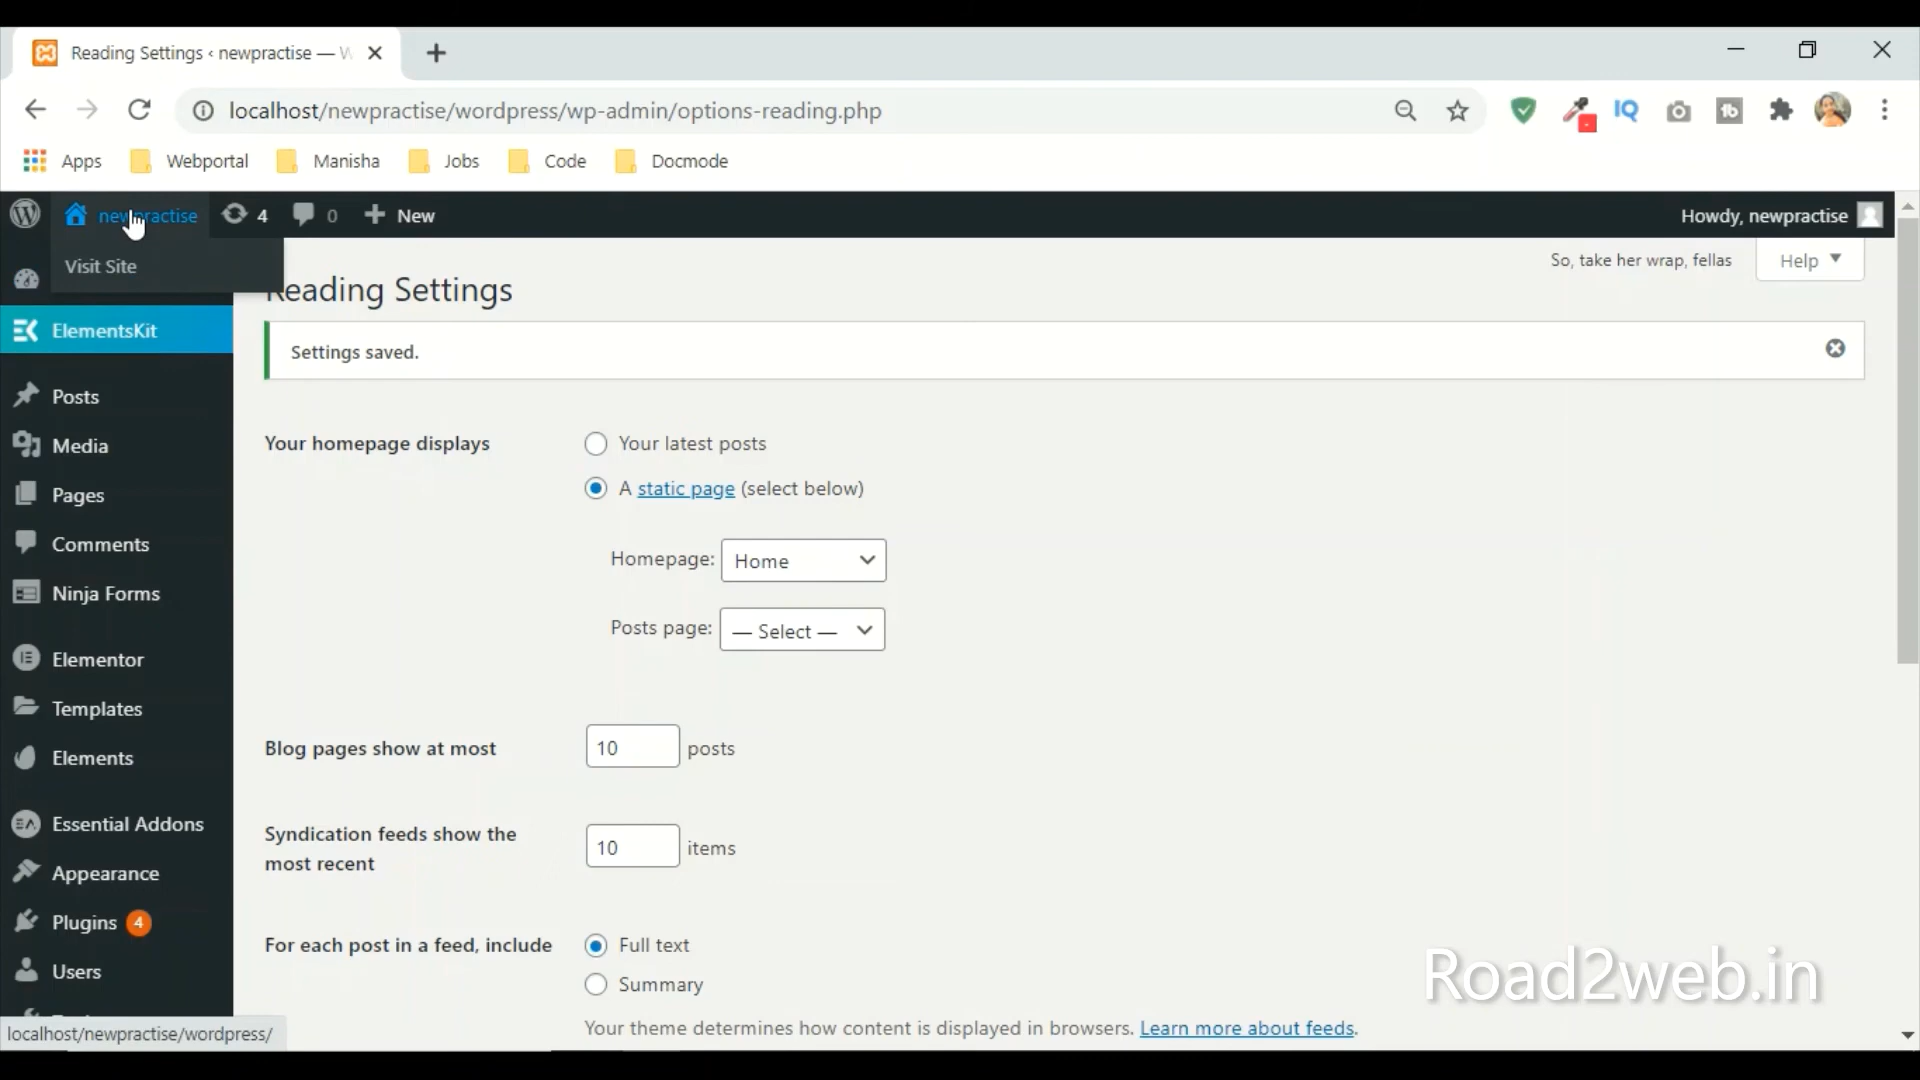 Reading Settings ‹ newpractise — W
localhost/newpractise/wordpress/wp-admin/options-reading.php
IQ
tb
Apps
Webportal
Manisha
Jobs
Code
Docmode
newpractise
4
0
New
Howdy, newpractise
Visit Site
So, take her wrap, fellas
Help
Reading Settings
ElementsKit
Settings saved.
Posts
Media
Pages
Comments
Ninja Forms
Elementor
Templates
Elements
Essential Addons
Appearance
Plugins 4
Users
Your homepage displays
Your latest posts
A static page (select below)
Homepage: Home
Posts page: — Select —
Blog pages show at most
10 posts
Syndication feeds show the
most recent
10 items
For each post in a feed, include
Full text
Summary
Your theme determines how content is displayed in browsers. Learn more about feeds.
localhost/newpractise/wordpress/
Road2web.in